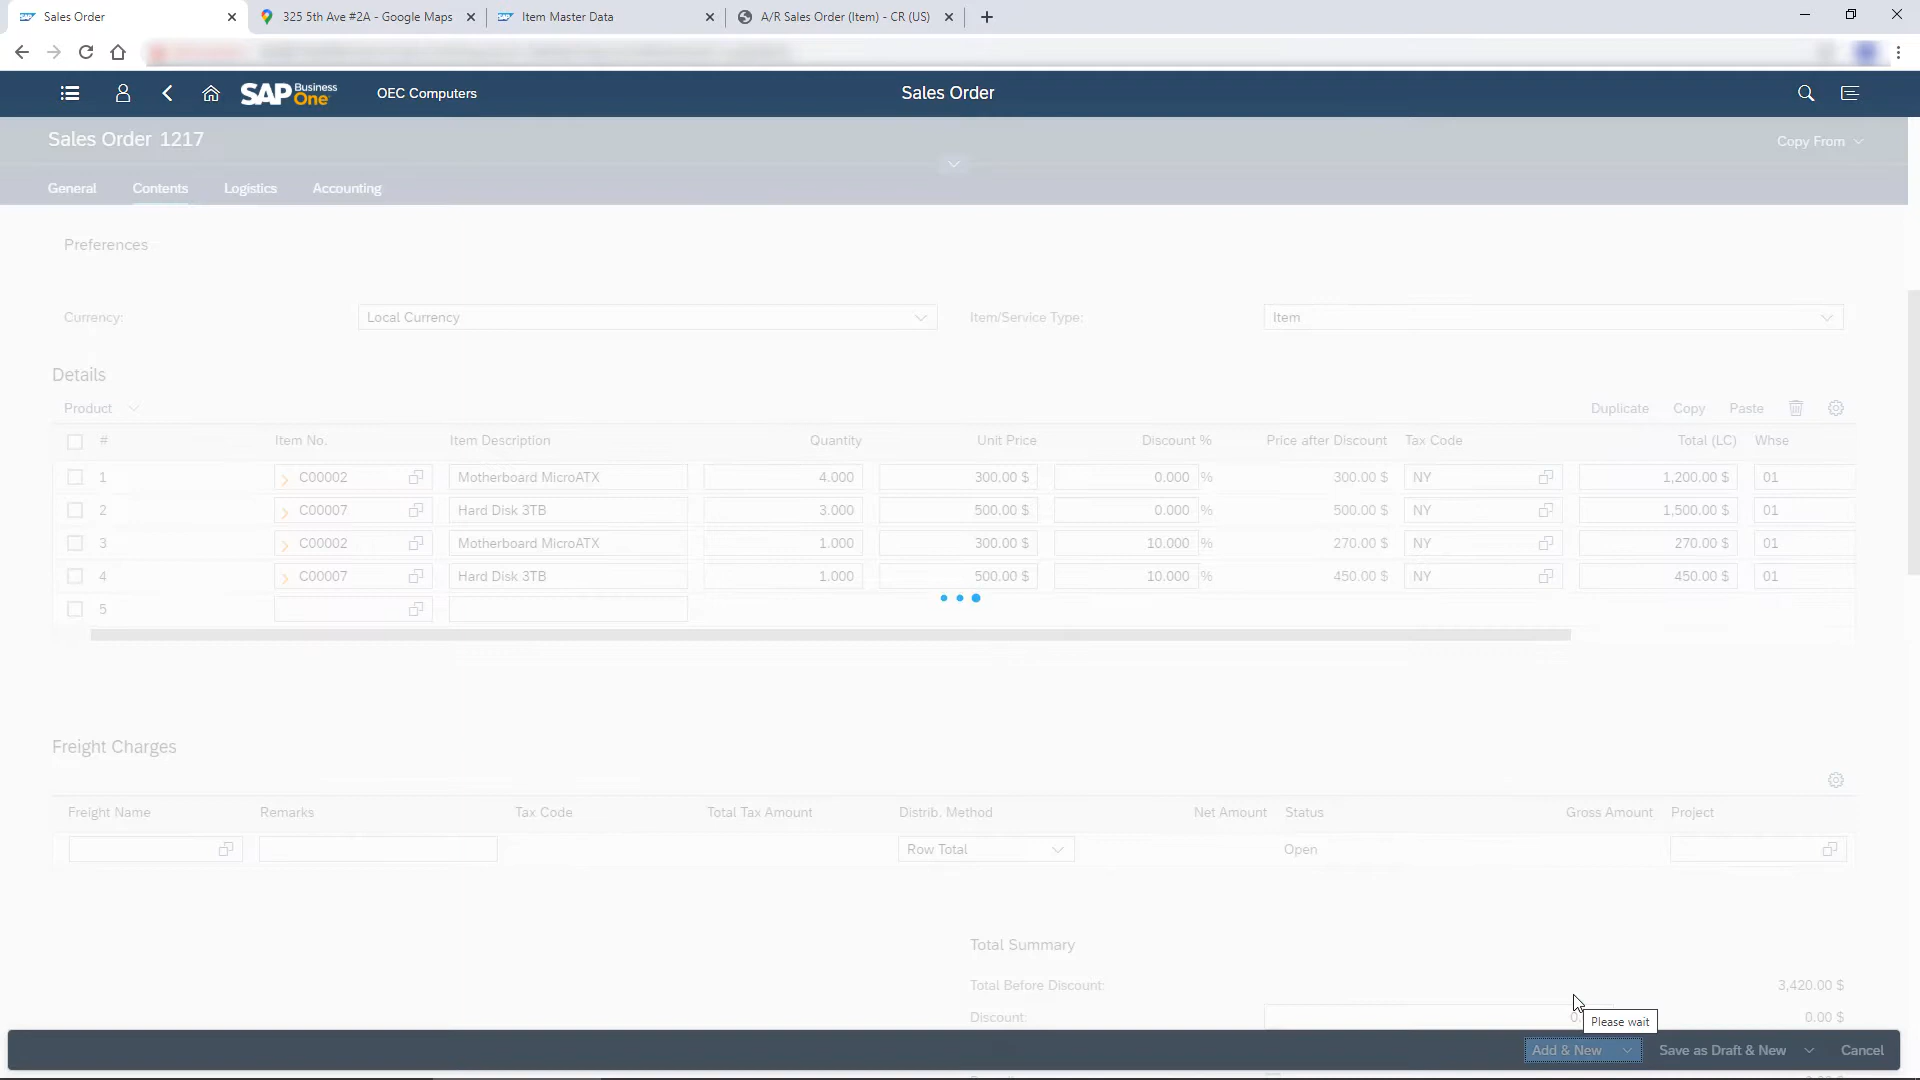 Sales Order
325 5th Ave #2A - Google Maps
Item Master Data
A/R Sales Order (Item) - CR (US)
SAP Business One
OEC Computers
Sales Order
Sales Order 1217
Copy From
General Contents Logistics Accounting
Preferences
Currency: Local Currency Item/Service Type: Item
Details
Product Duplicate Copy Paste
# Item No. Item Description Quantity Unit Price Discount % Price after Discount Tax Code Total (LC) Whse
1 C00002 Motherboard MicroATX 4.000 300.00 $ 0.000 % 300.00 $ NY 1,200.00 $ 01
2 C00007 Hard Disk 3TB 3.000 500.00 $ 0.000 % 500.00 $ NY 1,500.00 $ 01
3 C00002 Motherboard MicroATX 1.000 300.00 $ 10.000 % 270.00 $ NY 270.00 $ 01
4 C00007 Hard Disk 3TB 1.000 500.00 $ 10.000 % 450.00 $ NY 450.00 $ 01
5
Freight Charges
Freight Name Remarks Tax Code Total Tax Amount Distrib. Method Net Amount Status Gross Amount Project
Row Total Open
Total Summary
Total Before Discount: 3,420.00 $
Discount: 0.00 $
Please wait
Add & New Save as Draft & New Cancel